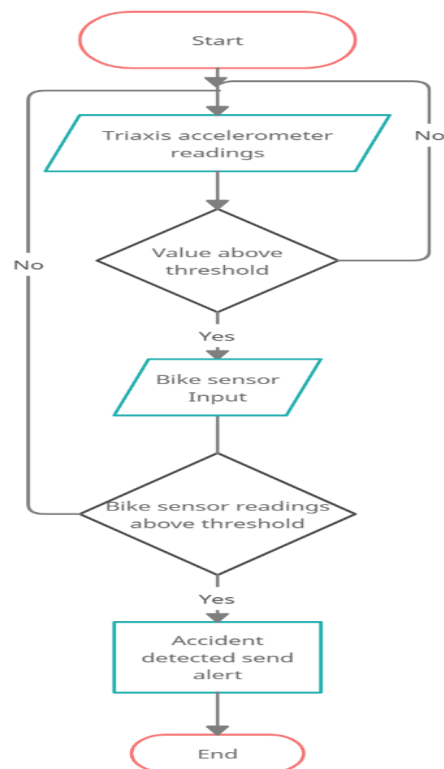 Start
Triaxis accelerometer
readings
No
Value above
threshold
No
Yes
Bike sensor
Input
Bike sensor readings
above threshold
Yes
Accident
detected send
alert
End